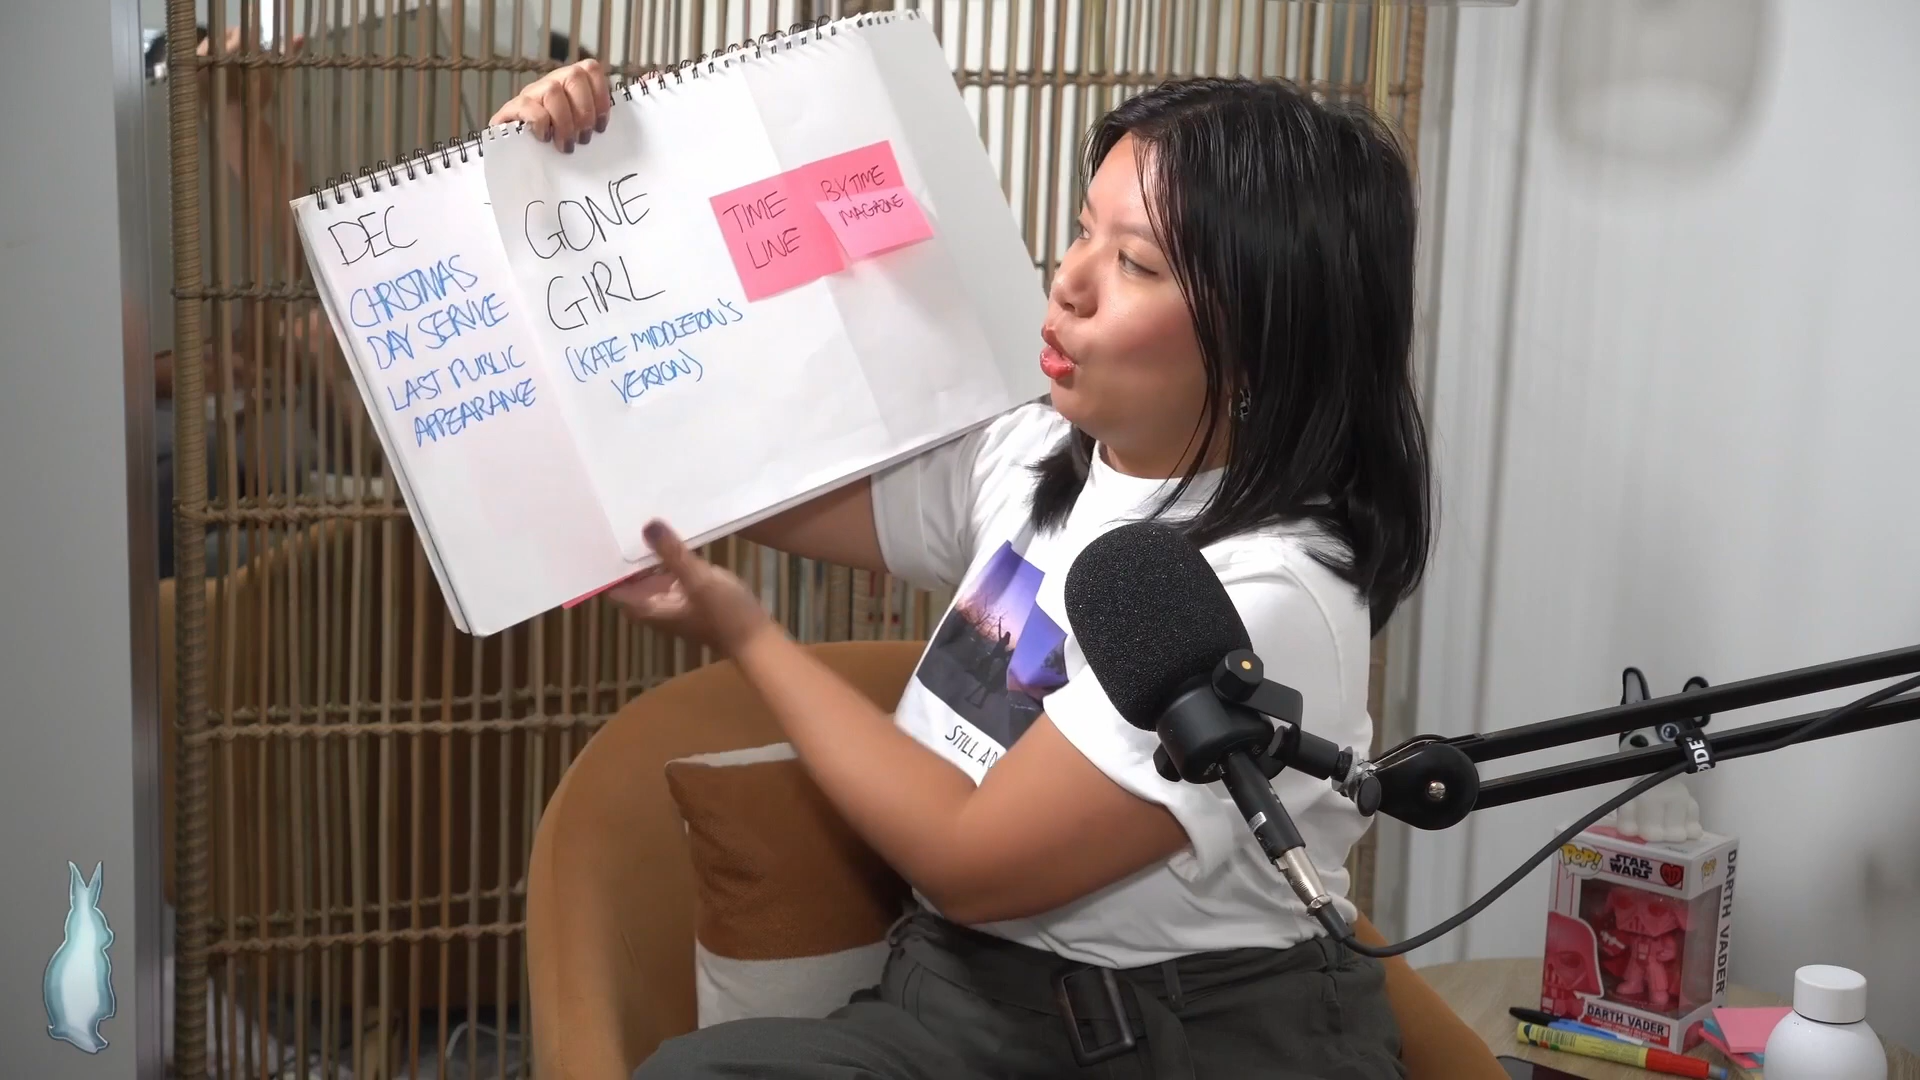 DEC
CHRISTMAS
DAY SERVICE
LAST PUBLIC
APPEARANCE
GONE
GIRL
(KATE MIDDLETON'S
VERSION)
TIME
LINE
BY TIME
MAGAZINE
STILL A
POP!
STAR
WARS
DARTH VADER
DARTH VADER